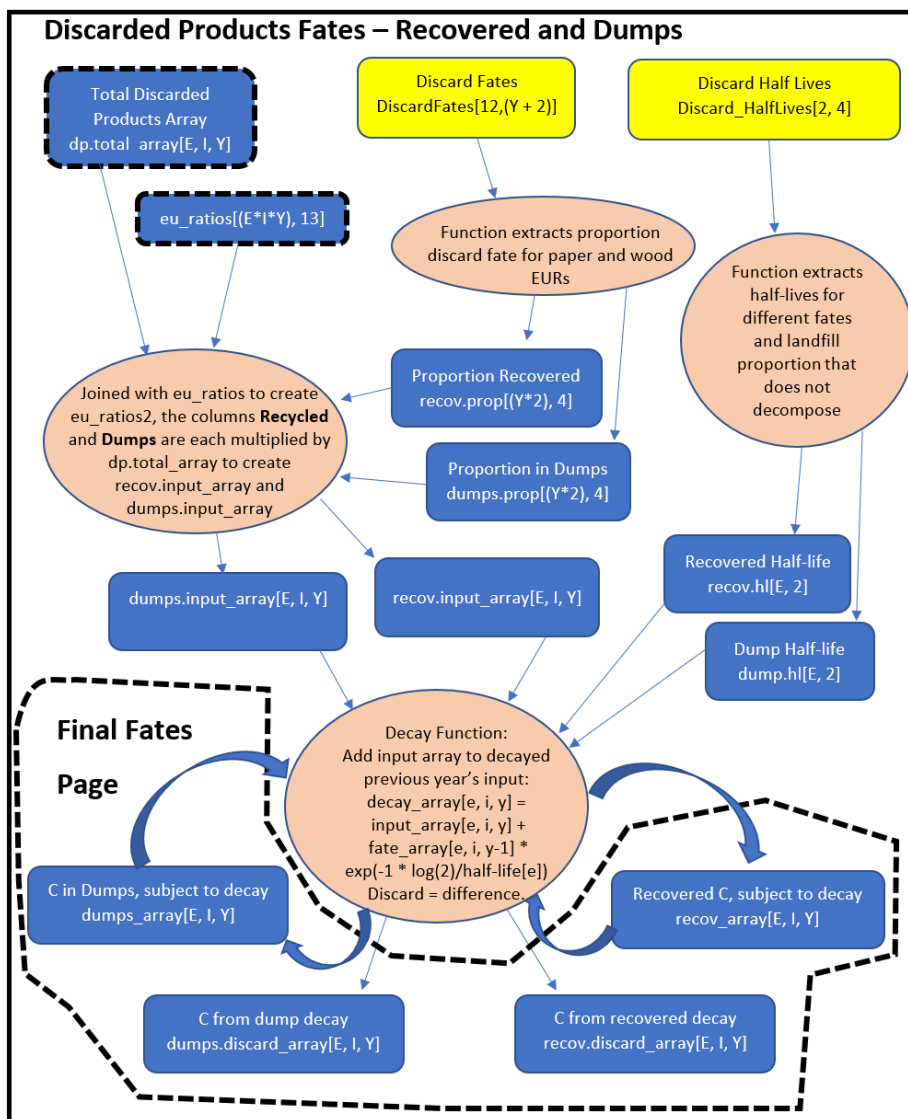 Discarded Products Fates – Recovered and Dumps
Total Discarded
Products Array
dp.total_array[E, I, Y]
Discard Fates
DiscardFates[12,(Y + 2)]
Discard Half Lives
Discard_HalfLives[2, 4]
eu_ratios[(E*I*Y), 13]
Function extracts proportion
discard fate for paper and wood
EURs
Function extracts
half-lives for
different fates
and landfill
proportion that
does not
decompose
Joined with eu_ratios to create
eu_ratios2, the columns Recycled
and Dumps are each multiplied by
dp.total_array to create
recov.input_array and
dumps.input_array
Proportion Recovered
recov.prop[(Y*2), 4]
Proportion in Dumps
dumps.prop[(Y*2), 4]
dumps.input_array[E, I, Y]
recov.input_array[E, I, Y]
Recovered Half-life
recov.hl[E, 2]
Dump Half-life
dump.hl[E, 2]
Final Fates
Page
Decay Function:
Add input array to decayed
previous year’s input:
decay_array[e, i, y] =
input_array[e, i, y] +
fate_array[e, i, y-1] *
exp(-1 * log(2)/half-life[e])
Discard = difference.
C in Dumps, subject to decay
dumps_array[E, I, Y]
Recovered C, subject to decay
recov_array[E, I, Y]
C from dump decay
dumps.discard_array[E, I, Y]
C from recovered decay
recov.discard_array[E, I, Y]